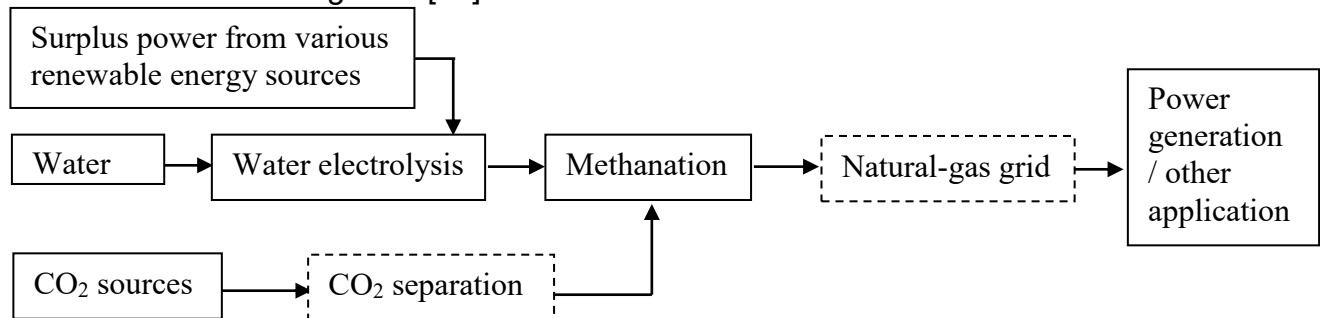 Surplus power from various
renewable energy sources
Water
Water electrolysis
Methanation
Natural-gas grid
Power
generation
/ other
application
CO₂ sources
CO₂ separation